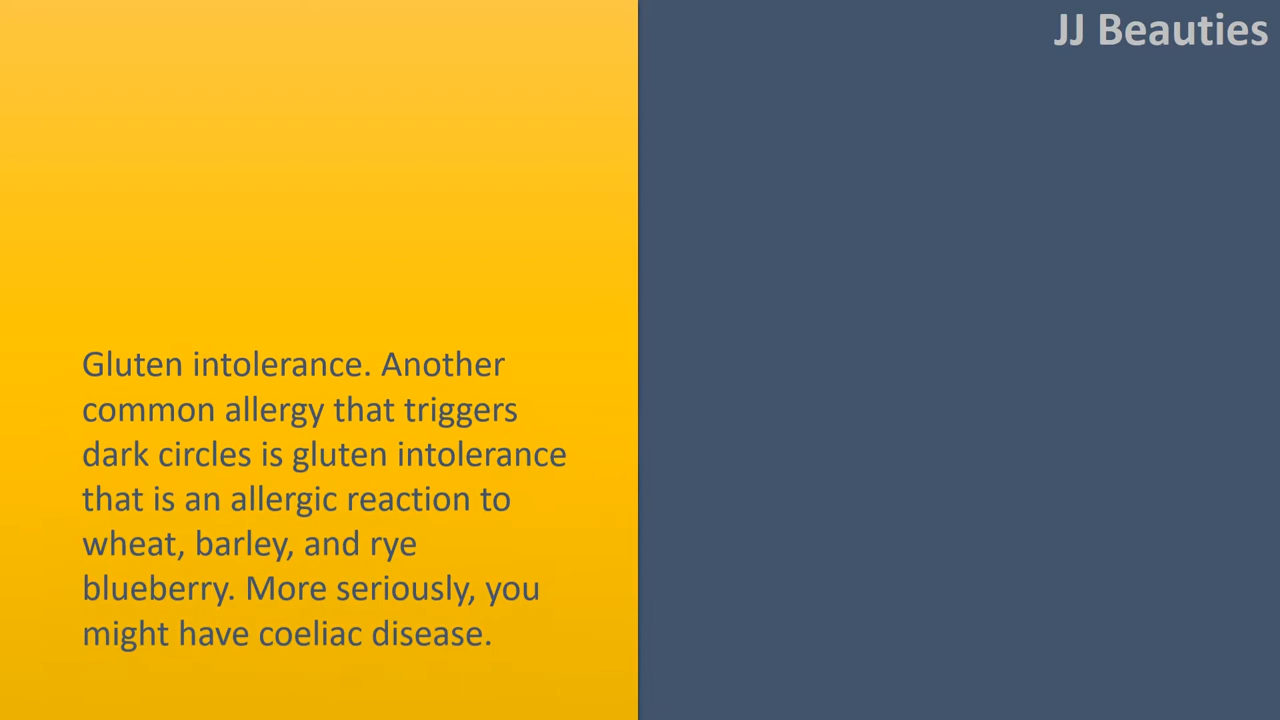 JJ Beauties
Gluten intolerance. Another
common allergy that triggers
dark circles is gluten intolerance
that is an allergic reaction to
wheat, barley, and rye
blueberry. More seriously, you
might have coeliac disease.